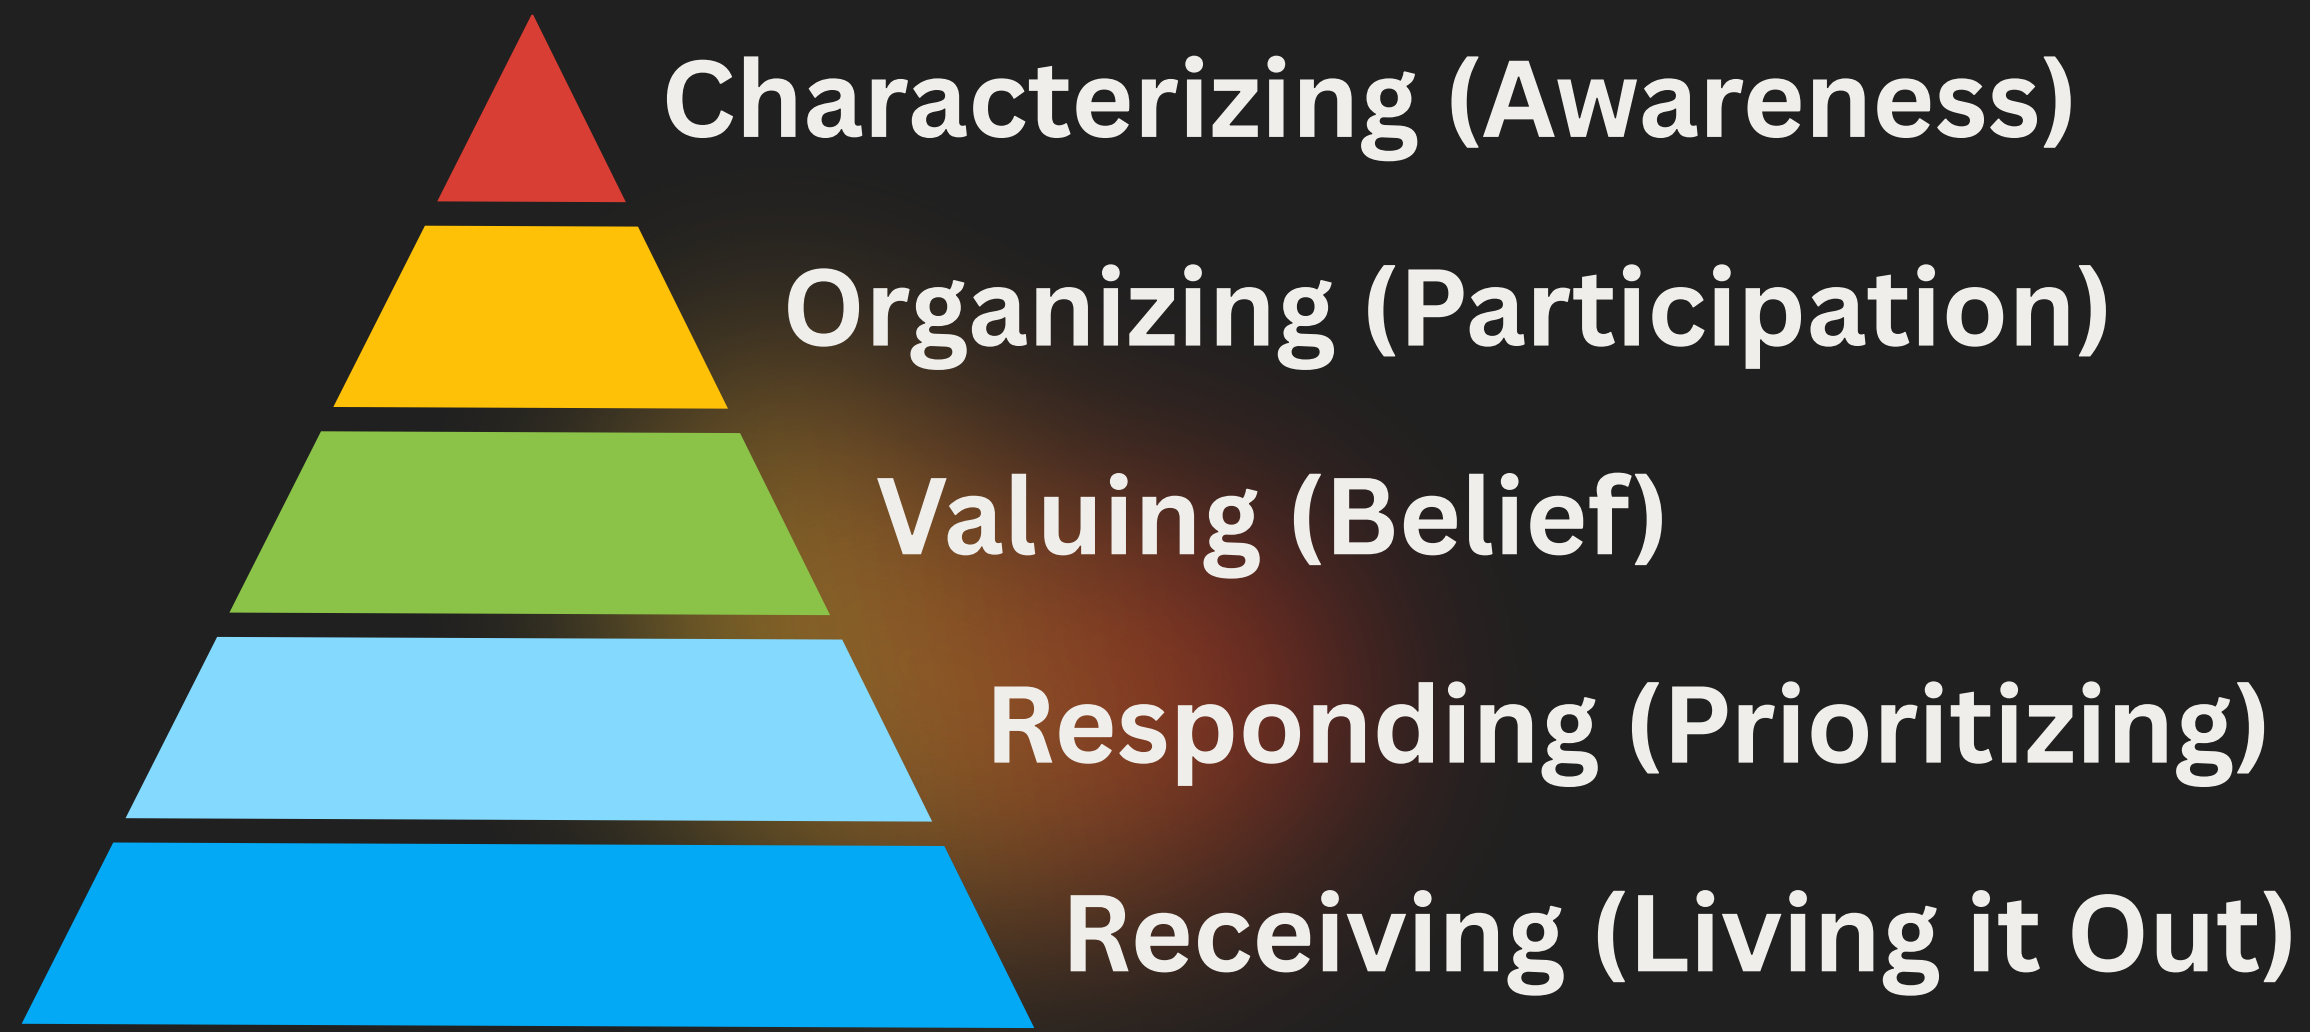 Characterizing (Awareness)
Organizing (Participation)
Valuing (Belief)
Responding (Prioritizing)
Receiving (Living it Out)